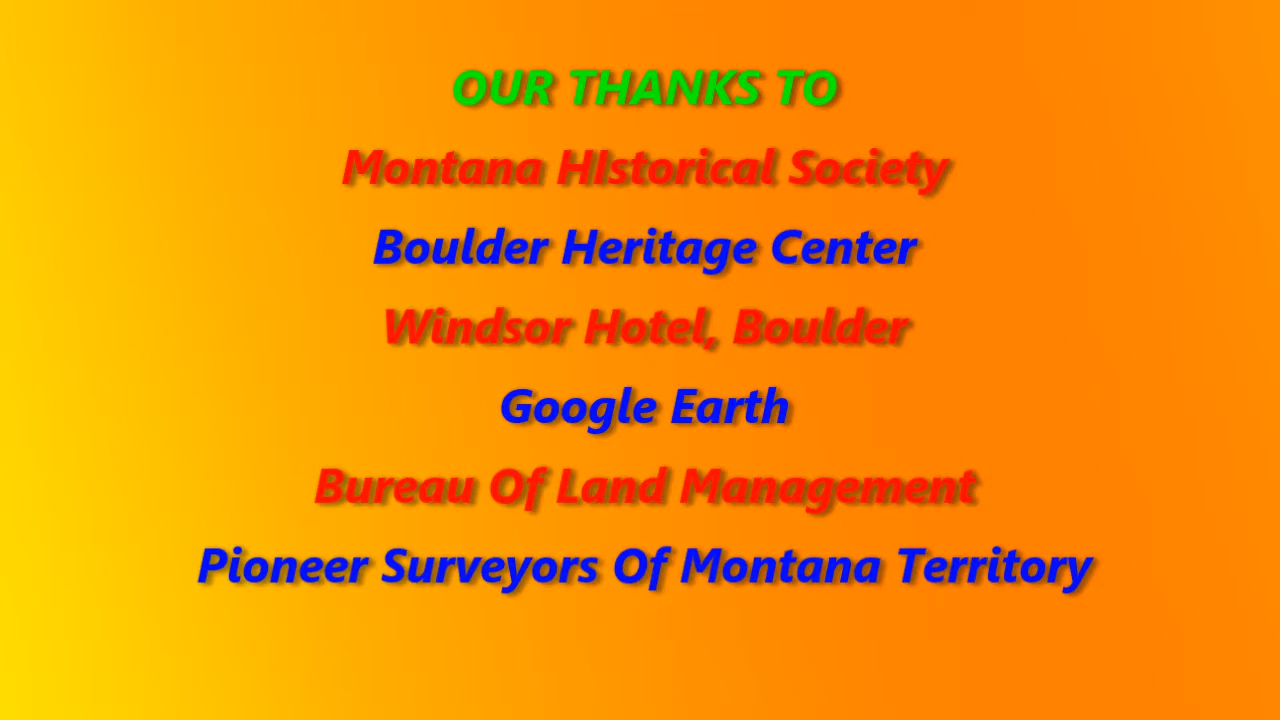 OUR THANKS TO
Montana HIstorical Society
Boulder Heritage Center
Windsor Hotel, Boulder
Google Earth
Bureau Of Land Management
Pioneer Surveyors Of Montana Territory